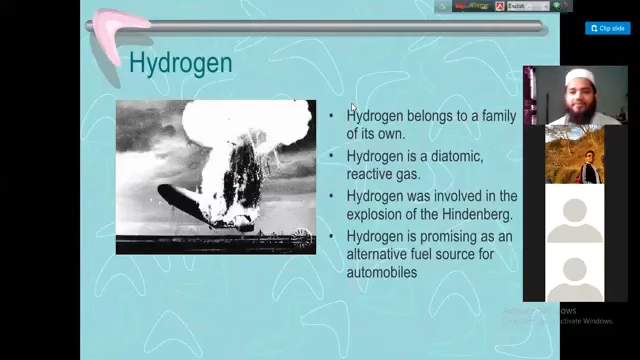 English
Clip slide
Hydrogen
• Hydrogen belongs to a family
of its own.
• Hydrogen is a diatomic,
reactive gas.
• Hydrogen was involved in the
explosion of the Hindenberg.
• Hydrogen is promising as an
alternative fuel source for
automobiles